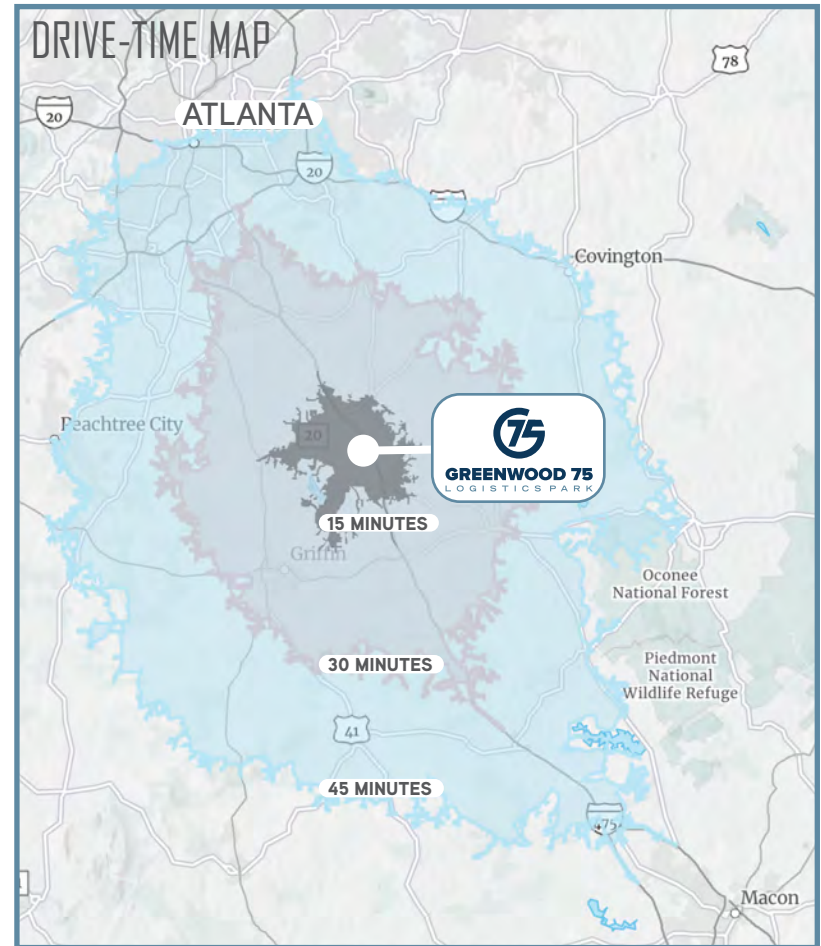 DRIVE-TIME MAP
78
20
ATLANTA
20
Covington
Peachtree City
20
75
GREENWOOD 75
LOGISTICS PARK
15 MINUTES
Griffin
Oconee
National Forest
30 MINUTES
Piedmont
National
Wildlife Refuge
41
45 MINUTES
75
Macon